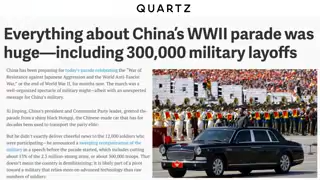 QUARTZ
Everything about China's WWII parade was
huge—including 300,000 military layoffs
China has been preparing for today's parade celebrating the "War of
Resistance against Japanese Aggression and the World Anti-Fascist
War," or the end of World War II, for months now. The march was a
spectacle of military might—albeit with an unexpected
message for China's military.
Xi Jinping, China's president and Communist Party leader, greeted the
parade from a shiny black Hongqi, the Chinese made car that has for
decades been used to transport the party elite.
But he didn't exactly deliver cheerful news to the 12,000 soldiers who
were participating—he announced a sweeping reorganization of the
military in a speech before the parade started, which includes cutting
about 13% of the 2.3 million-strong army, or about 300,000 troops. That
doesn't mean the country is demilitarizing; it is likely part of a pivot
toward a military that relies more on advanced technology than raw
numbers of soldiers.